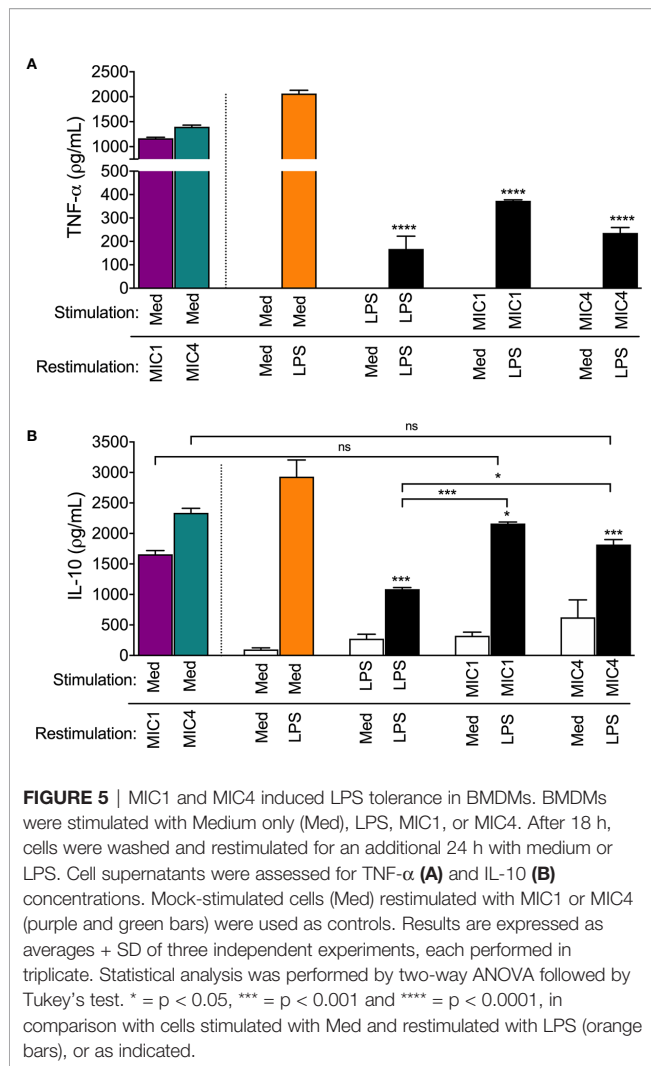 A
2500
2000
1500
1000
500
400
300
200
100
0
TNF-α (ρg/mL)
**** **** ****
Stimulation: Med Med Med Med LPS LPS MIC1 MIC1 MIC4 MIC4
Restimulation: MIC1 MIC4 Med LPS Med LPS Med LPS Med LPS
B
3500
3000
2500
2000
1500
1000
500
0
IL-10 (ρg/mL)
ns
ns
*
***
*** * ***
Stimulation: Med Med Med Med LPS LPS MIC1 MIC1 MIC4 MIC4
Restimulation: MIC1 MIC4 Med LPS Med LPS Med LPS Med LPS
FIGURE 5 | MIC1 and MIC4 induced LPS tolerance in BMDMs. BMDMs
were stimulated with Medium only (Med), LPS, MIC1, or MIC4. After 18 h,
cells were washed and restimulated for an additional 24 h with medium or
LPS. Cell supernatants were assessed for TNF-α (A) and IL-10 (B)
concentrations. Mock-stimulated cells (Med) restimulated with MIC1 or MIC4
(purple and green bars) were used as controls. Results are expressed as
averages + SD of three independent experiments, each performed in
triplicate. Statistical analysis was performed by two-way ANOVA followed by
Tukey's test. * = p < 0.05, *** = p < 0.001 and **** = p < 0.0001, in
comparison with cells stimulated with Med and restimulated with LPS (orange
bars), or as indicated.